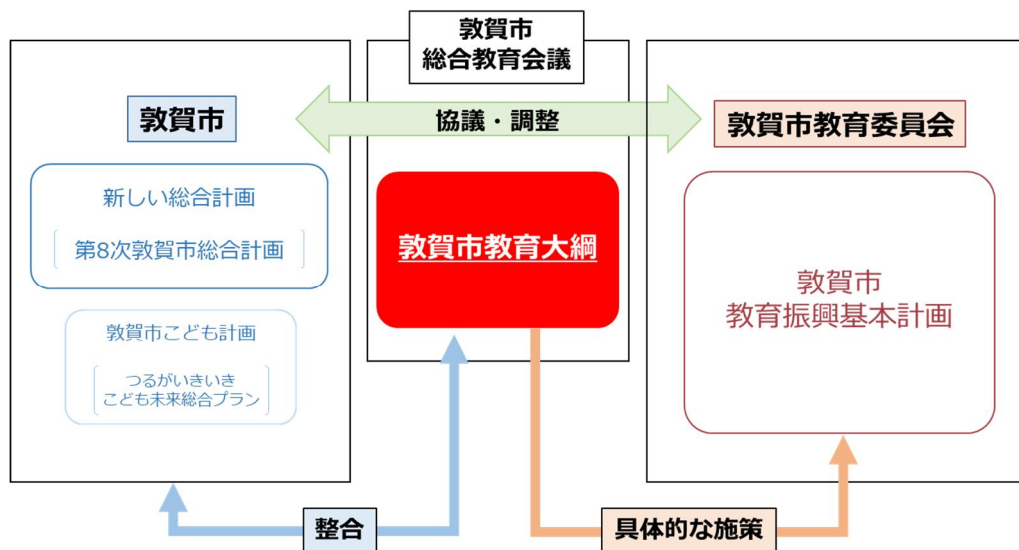 敦賀市
総合教育会議
敦賀市
協議・調整
敦賀市教育委員会
新しい総合計画
第8次敦賀市総合計画
敦賀市こども計画
つるがいきいき
こども未来総合プラン
敦賀市教育大綱
敦賀市
教育振興基本計画
整合
具体的な施策